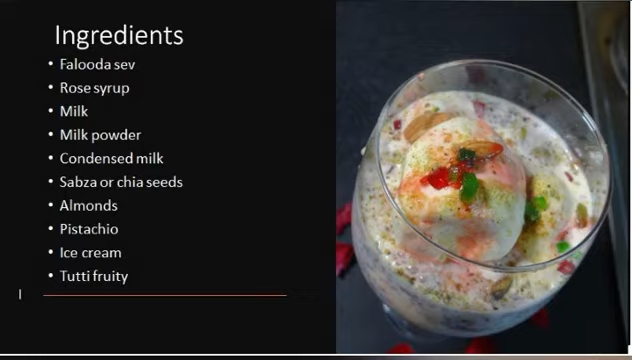 Ingredients
• Falooda sev
• Rose syrup
• Milk
• Milk powder
• Condensed milk
• Sabza or chia seeds
• Almonds
• Pistachio
• Ice cream
• Tutti fruity